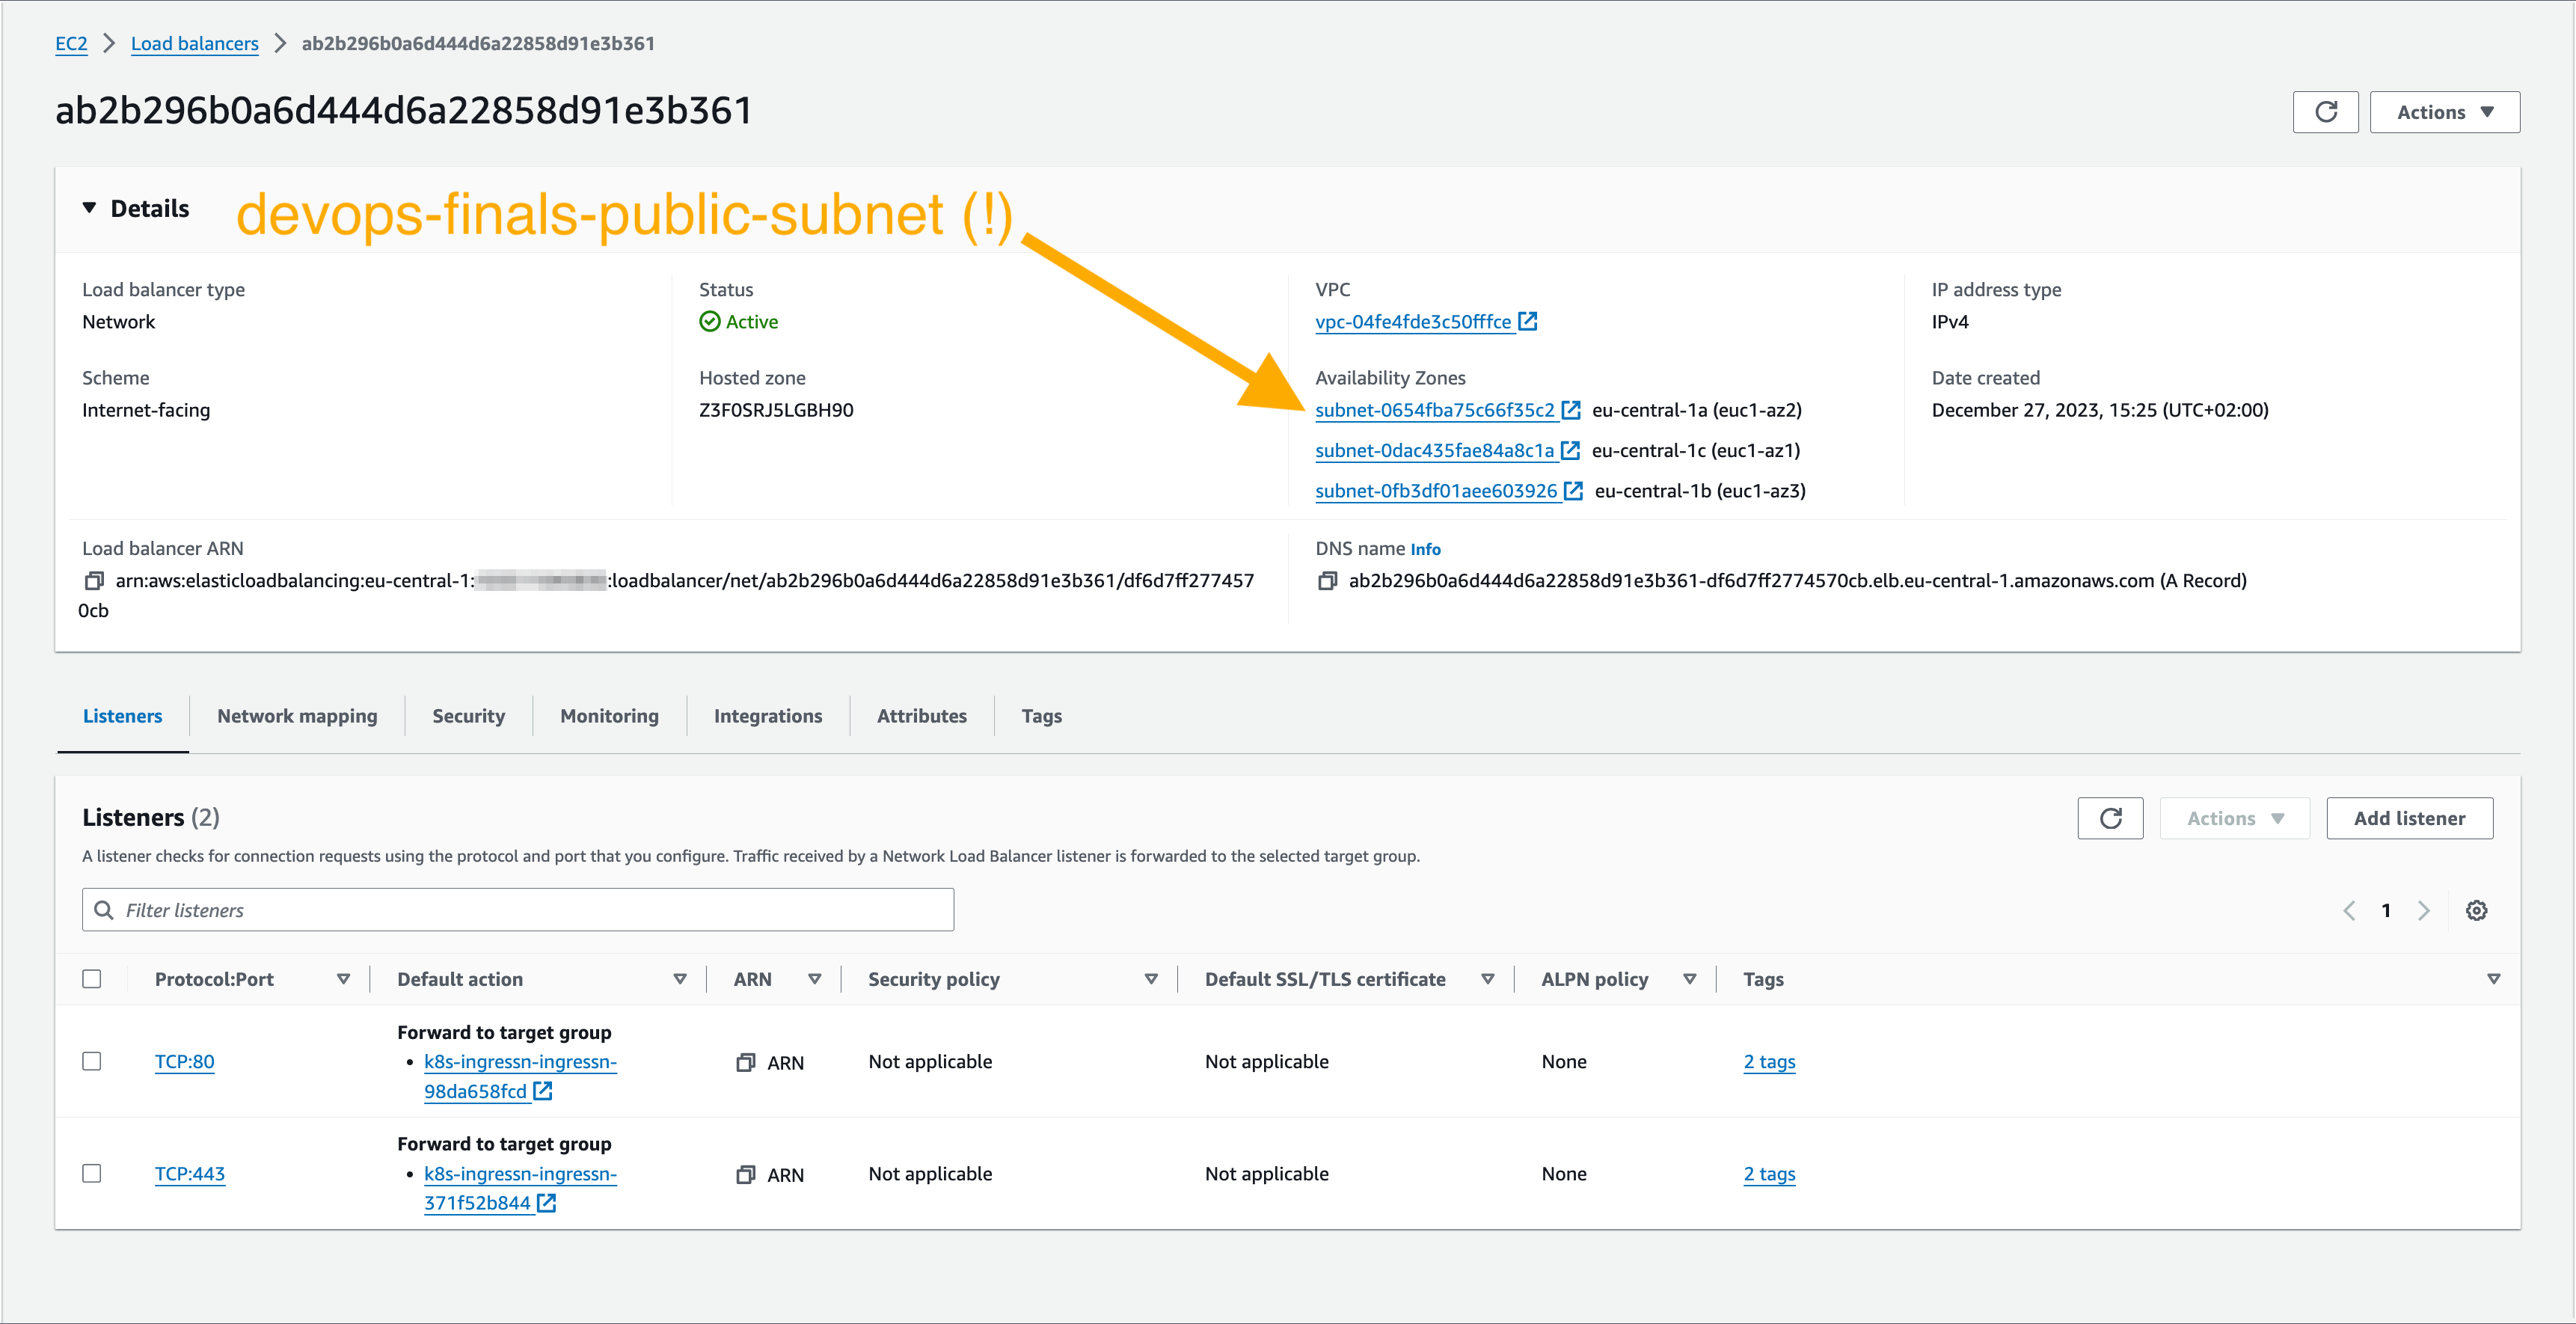 EC2 > Load balancers > ab2b296b0a6d444d6a22858d91e3b361
ab2b296b0a6d444d6a22858d91e3b361
Actions
Details
devops-finals-public-subnet (!)
Load balancer type
Network
Status
Active
VPC
vpc-04fe4fde3c50fffce
IP address type
IPv4
Scheme
Internet-facing
Hosted zone
Z3F0SRJ5LGBH90
Availability Zones
subnet-0654fba75c66f35c2 eu-central-1a (euc1-az2)
subnet-0dac435fae84a8c1a eu-central-1c (euc1-az1)
subnet-0fb3df01aee603926 eu-central-1b (euc1-az3)
Date created
December 27, 2023, 15:25 (UTC+02:00)
Load balancer ARN
arn:aws:elasticloadbalancing:eu-central-1: :loadbalancer/net/ab2b296b0a6d444d6a22858d91e3b361/df6d7ff277457
0cb
DNS name Info
ab2b296b0a6d444d6a22858d91e3b361-df6d7ff2774570cb.elb.eu-central-1.amazonaws.com (A Record)
Listeners Network mapping Security Monitoring Integrations Attributes Tags
Listeners (2)
Actions Add listener
A listener checks for connection requests using the protocol and port that you configure. Traffic received by a Network Load Balancer listener is forwarded to the selected target group.
Filter listeners
1
Protocol:Port Default action ARN Security policy Default SSL/TLS certificate ALPN policy Tags
Forward to target group
TCP:80 • k8s-ingressn-ingressn- ARN Not applicable Not applicable None 2 tags
98da658fcd
Forward to target group
TCP:443 • k8s-ingressn-ingressn- ARN Not applicable Not applicable None 2 tags
371f52b844